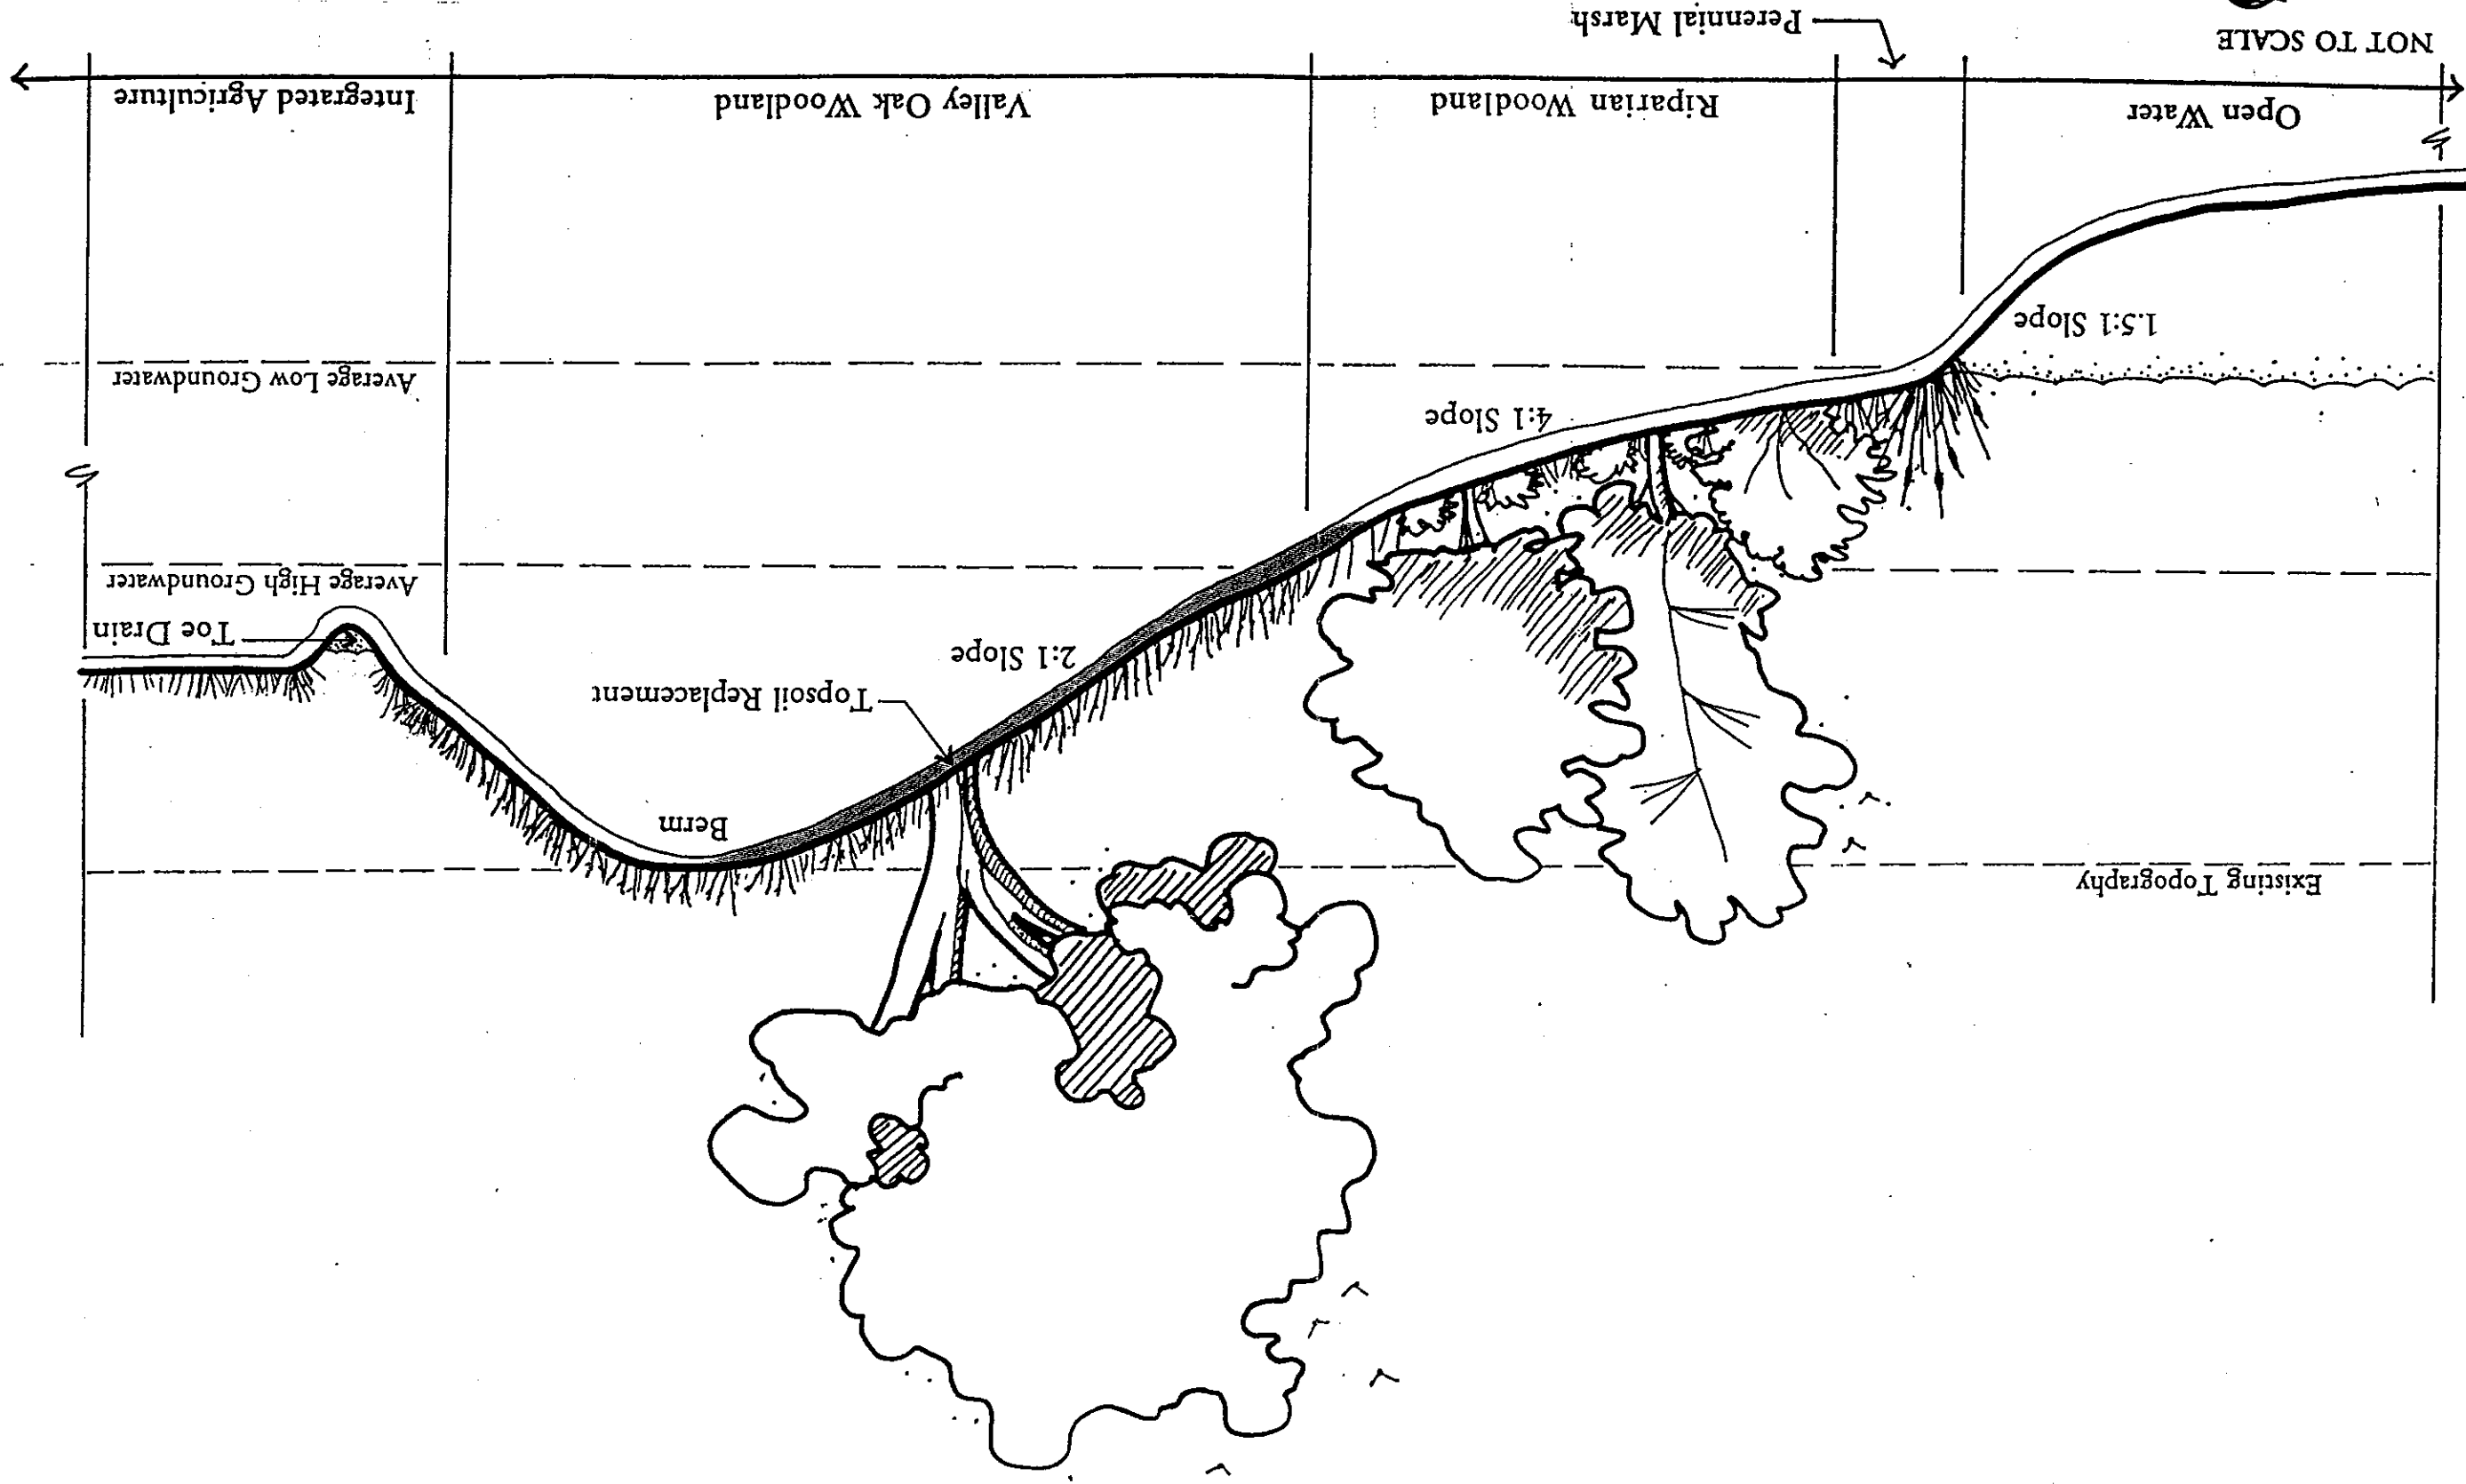 Existing Topography
Berm
Topsoil Replacement
2:1 Slope
Toe Drain
Average High Groundwater
4:1 Slope
Average Low Groundwater
1.5:1 Slope
Open Water
Riparian Woodland
Valley Oak Woodland
Integrated Agriculture
NOT TO SCALE
Perennial Marsh